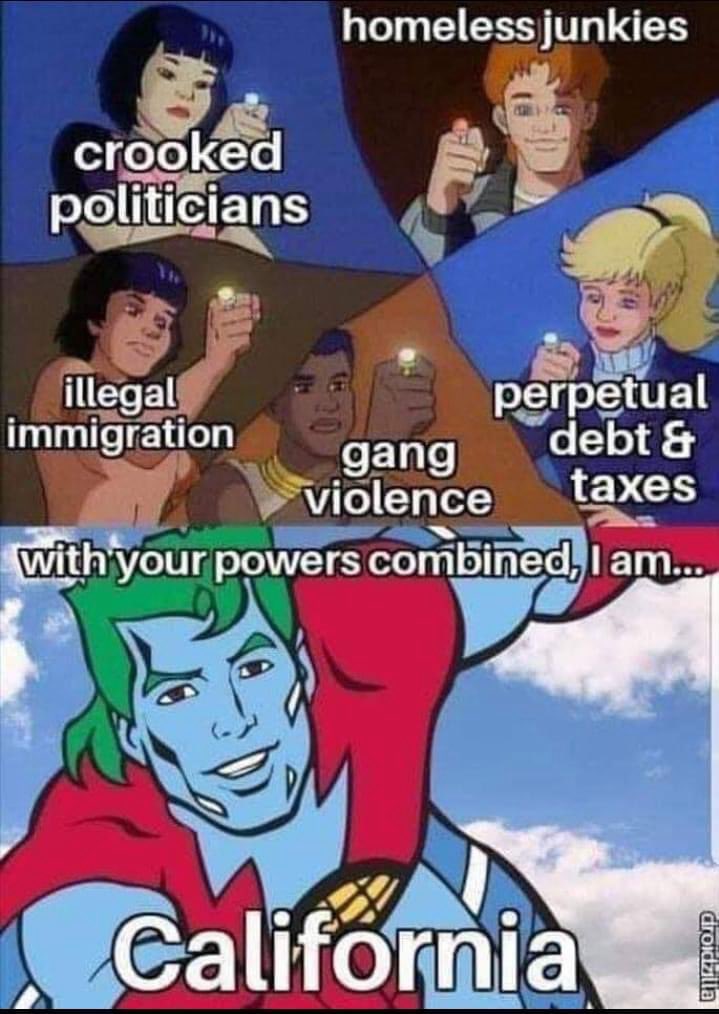 homeless junkies
crooked
politicians
illegal
immigration
gang
violence
perpetual
debt &
taxes
with your powers combined, I am...
California
droidzilla